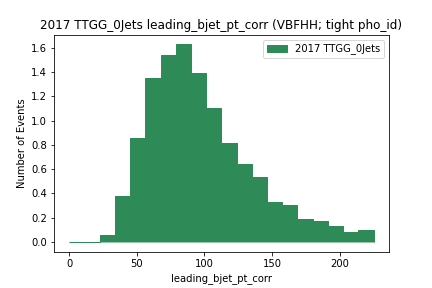 2017 TTGG_0Jets leading_bjet_pt_corr (VBFHH; tight pho_id)
2017 TTGG_0Jets
Number of Events
1.6
1.4
1.2
1.0
0.8
0.6
0.4
0.2
0.0
0 50 100 150 200
leading_bjet_pt_corr